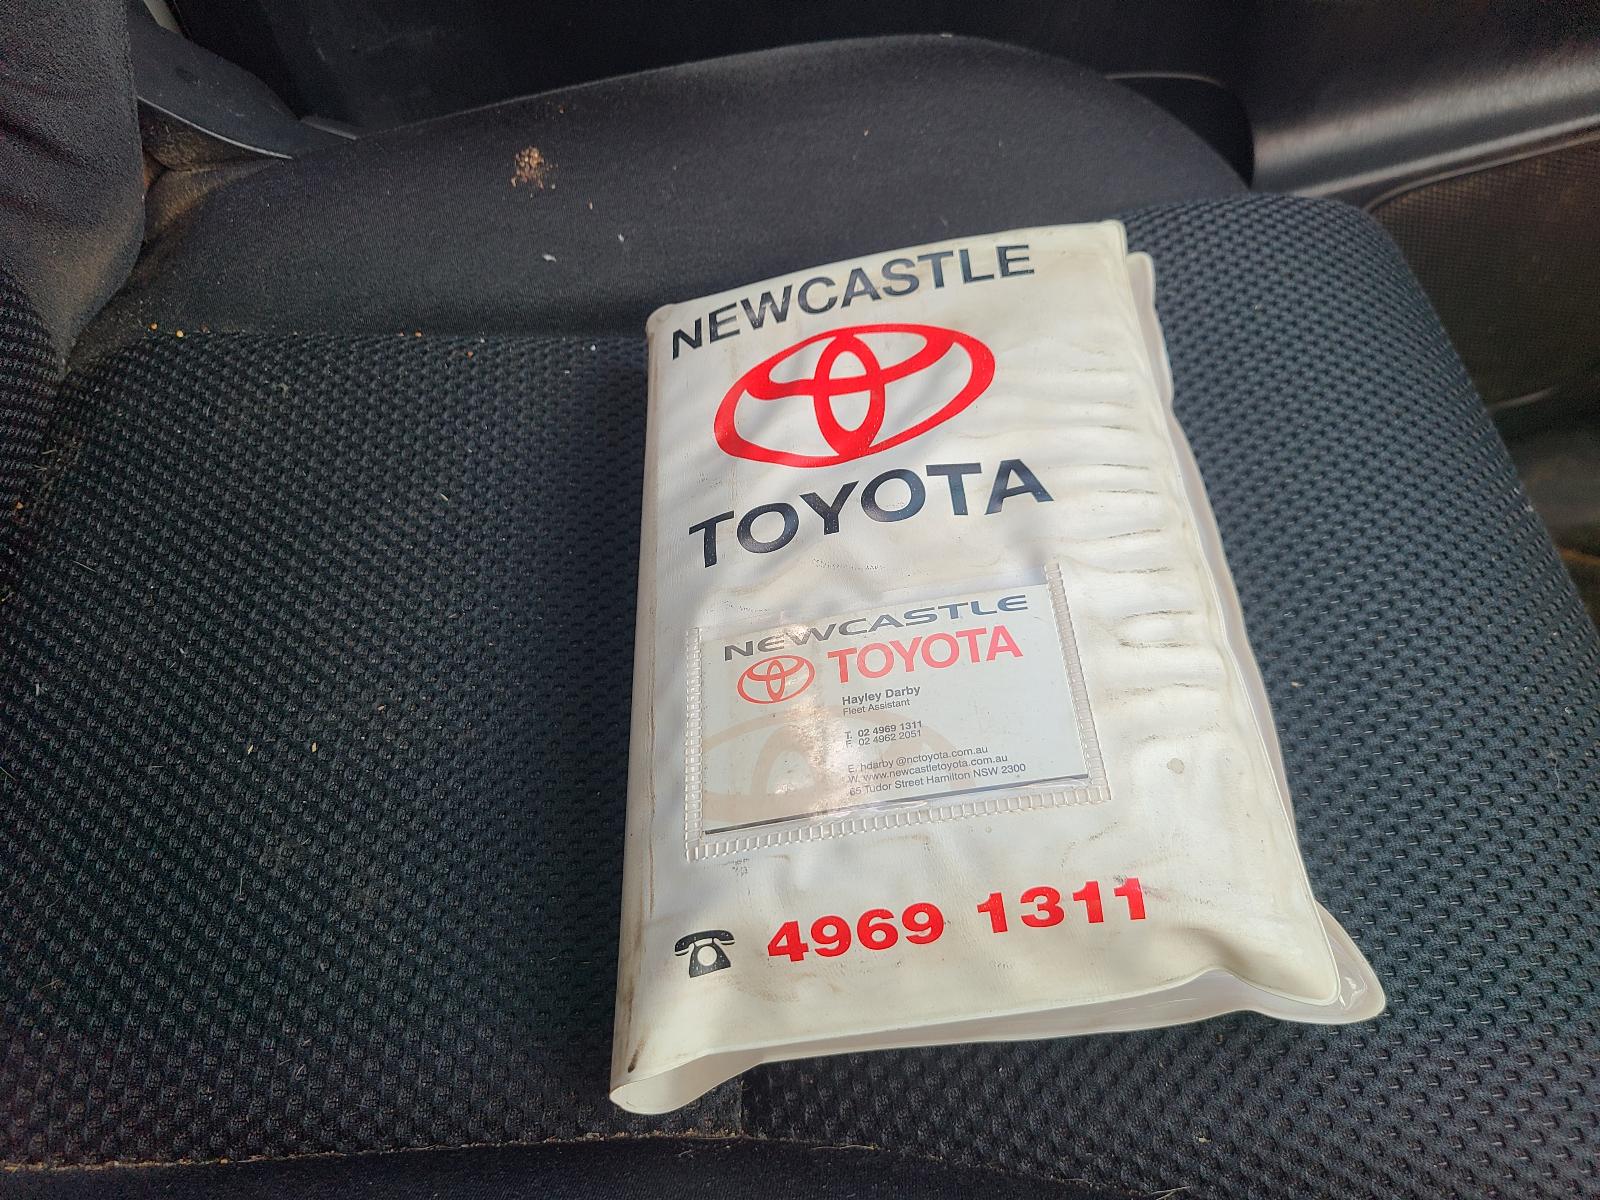 NEWCASTLE
TOYOTA
NEWCASTLE
TOYOTA
Hayley Darby
Fleet Assistant
T. 02 4969 1311
F. 02 4962 2051
E. hdarby @nctoyota.com.au
W. www.newcastletoyota.com.au
65 Tudor Street Hamilton NSW 2300
4969 1311